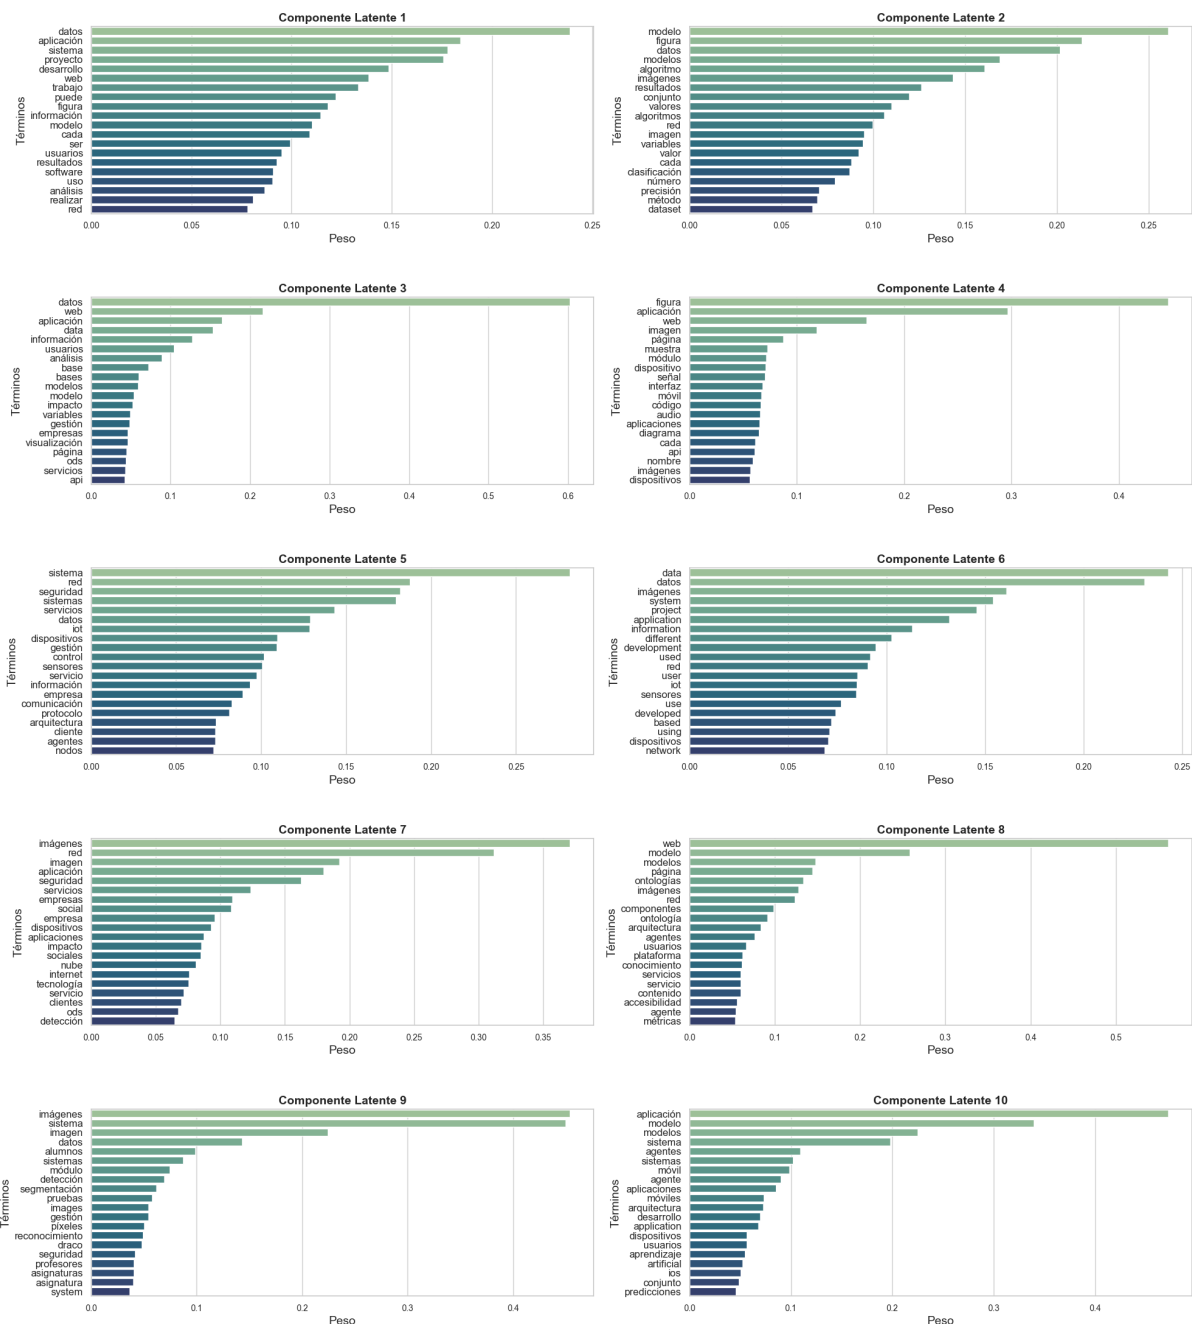 Componente Latente 1
Términos
datos
aplicación
sistema
proyecto
desarrollo
web
trabajo
puede
figura
información
modelo
cada
ser
usuarios
resultados
software
uso
análisis
realizar
red
0.00 0.05 0.10 0.15 0.20 0.25
Peso
Componente Latente 2
Términos
modelo
figura
datos
modelos
algoritmo
imágenes
resultados
conjunto
valores
algoritmos
red
imagen
variables
valor
cada
clasificación
número
precisión
método
dataset
0.00 0.05 0.10 0.15 0.20 0.25
Peso
Componente Latente 3
Términos
datos
web
aplicación
data
información
usuarios
análisis
base
bases
modelos
modelo
impacto
variables
gestión
empresas
visualización
página
ods
servicios
api
0.0 0.1 0.2 0.3 0.4 0.5 0.6
Peso
Componente Latente 4
Términos
figura
aplicación
web
imagen
página
muestra
módulo
dispositivo
señal
interfaz
móvil
código
audio
aplicaciones
diagrama
cada
api
nombre
imágenes
dispositivos
0.0 0.1 0.2 0.3 0.4
Peso
Componente Latente 5
Términos
sistema
red
seguridad
sistemas
servicios
datos
iot
dispositivos
gestión
control
sensores
servicio
información
empresa
comunicación
protocolo
arquitectura
cliente
agentes
nodos
0.00 0.05 0.10 0.15 0.20 0.25
Peso
Componente Latente 6
Términos
data
datos
imágenes
system
project
application
information
different
development
used
red
user
iot
sensores
use
developed
based
using
dispositivos
network
0.00 0.05 0.10 0.15 0.20 0.25
Peso
Componente Latente 7
Términos
imágenes
red
imagen
aplicación
seguridad
servicios
empresas
social
empresa
dispositivos
aplicaciones
impacto
sociales
nube
internet
tecnología
servicio
clientes
ods
detección
0.00 0.05 0.10 0.15 0.20 0.25 0.30 0.35
Peso
Componente Latente 8
Términos
web
modelo
modelos
página
ontologías
imágenes
red
componentes
ontología
arquitectura
agentes
usuarios
plataforma
conocimiento
servicios
servicio
contenido
accesibilidad
agente
métricas
0.0 0.1 0.2 0.3 0.4 0.5
Peso
Componente Latente 9
Términos
imágenes
sistema
imagen
datos
alumnos
sistemas
módulo
detección
segmentación
pruebas
images
gestión
píxeles
reconocimiento
draco
seguridad
profesores
asignaturas
asignatura
system
0.0 0.1 0.2 0.3 0.4
Peso
Componente Latente 10
Términos
aplicación
modelo
modelos
sistema
agentes
sistemas
móvil
agente
aplicaciones
móviles
arquitectura
desarrollo
application
dispositivos
usuarios
aprendizaje
artificial
ios
conjunto
predicciones
0.0 0.1 0.2 0.3 0.4
Peso